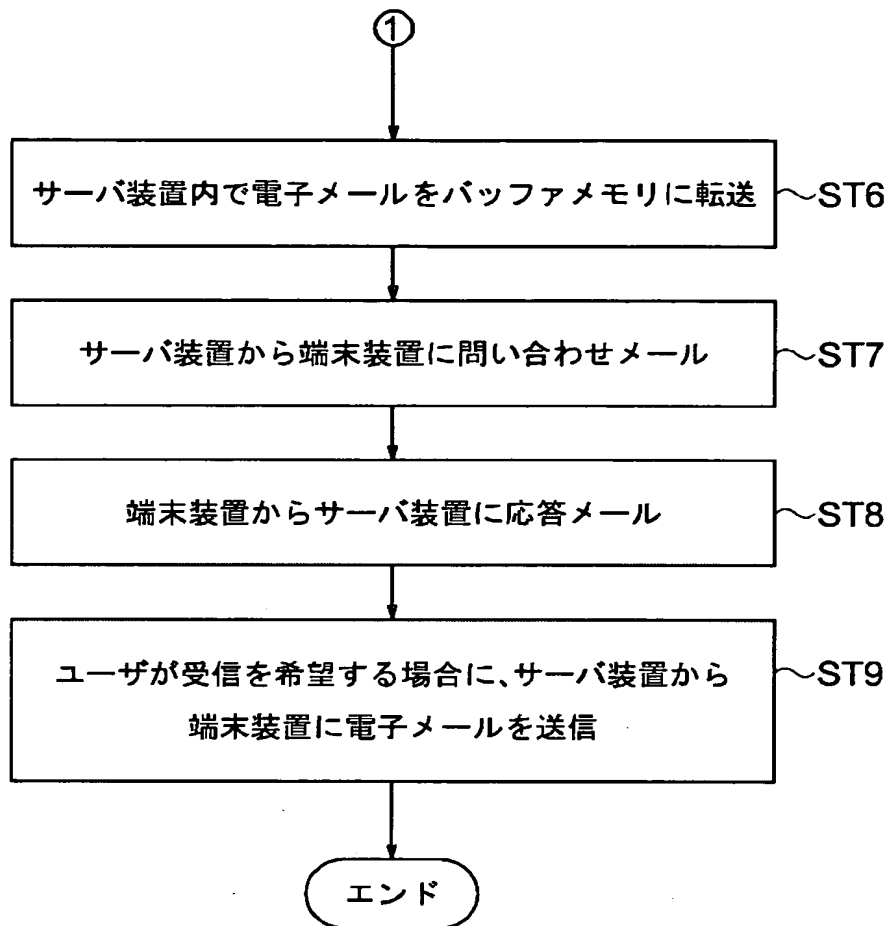 ①
サーバ装置内で電子メールをバッファメモリに転送
ST6
サーバ装置から端末装置に問い合わせメール
ST7
端末装置からサーバ装置に応答メール
ST8
ユーザが受信を希望する場合に、サーバ装置から
端末装置に電子メールを送信
ST9
エンド